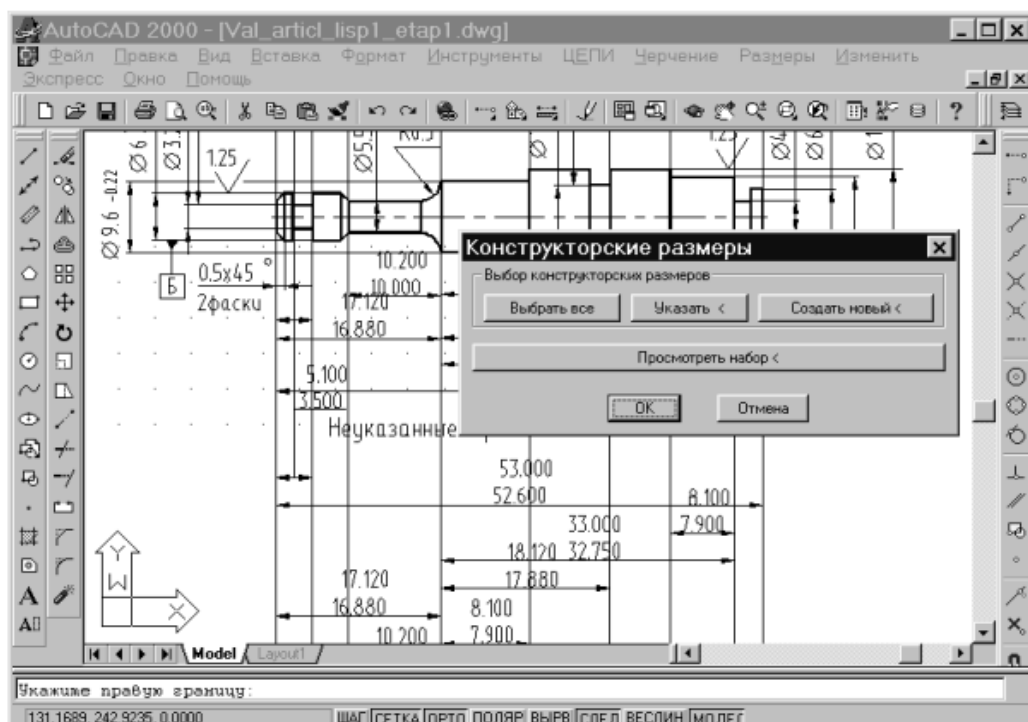 AutoCAD 2000 - [Val_articl_lisp1_etap1.dwg]
Файл Правка Вид Вставка Формат Инструменты ЦЕПИ Черчение Размеры Изменить
Экспресс Окно Помощь
1.25
1.25
Ø 9.6 -0.22
Б
0.5x45°
2фаски
10.200
10.000
17.120
16.880
5.100
3.500
Неуказанные
Конструкторские размеры
Выбор конструкторских размеров
Выбрать все Указать < Создать новый <
Просмотреть набор <
OK Отмена
53.000
52.600
8.100
7.900
33.000
18.120 32.750
17.880
17.120
16.880
8.100
10.200 7.900
W Y X
Model Layout1
Укажите правую границу:
131.1689, 242.9235, 0.0000 ШАГ СЕТКА ОРТО ПОЛЯР ВЫРВ СЛЕД ВЕСЛИН МОДЕЛ